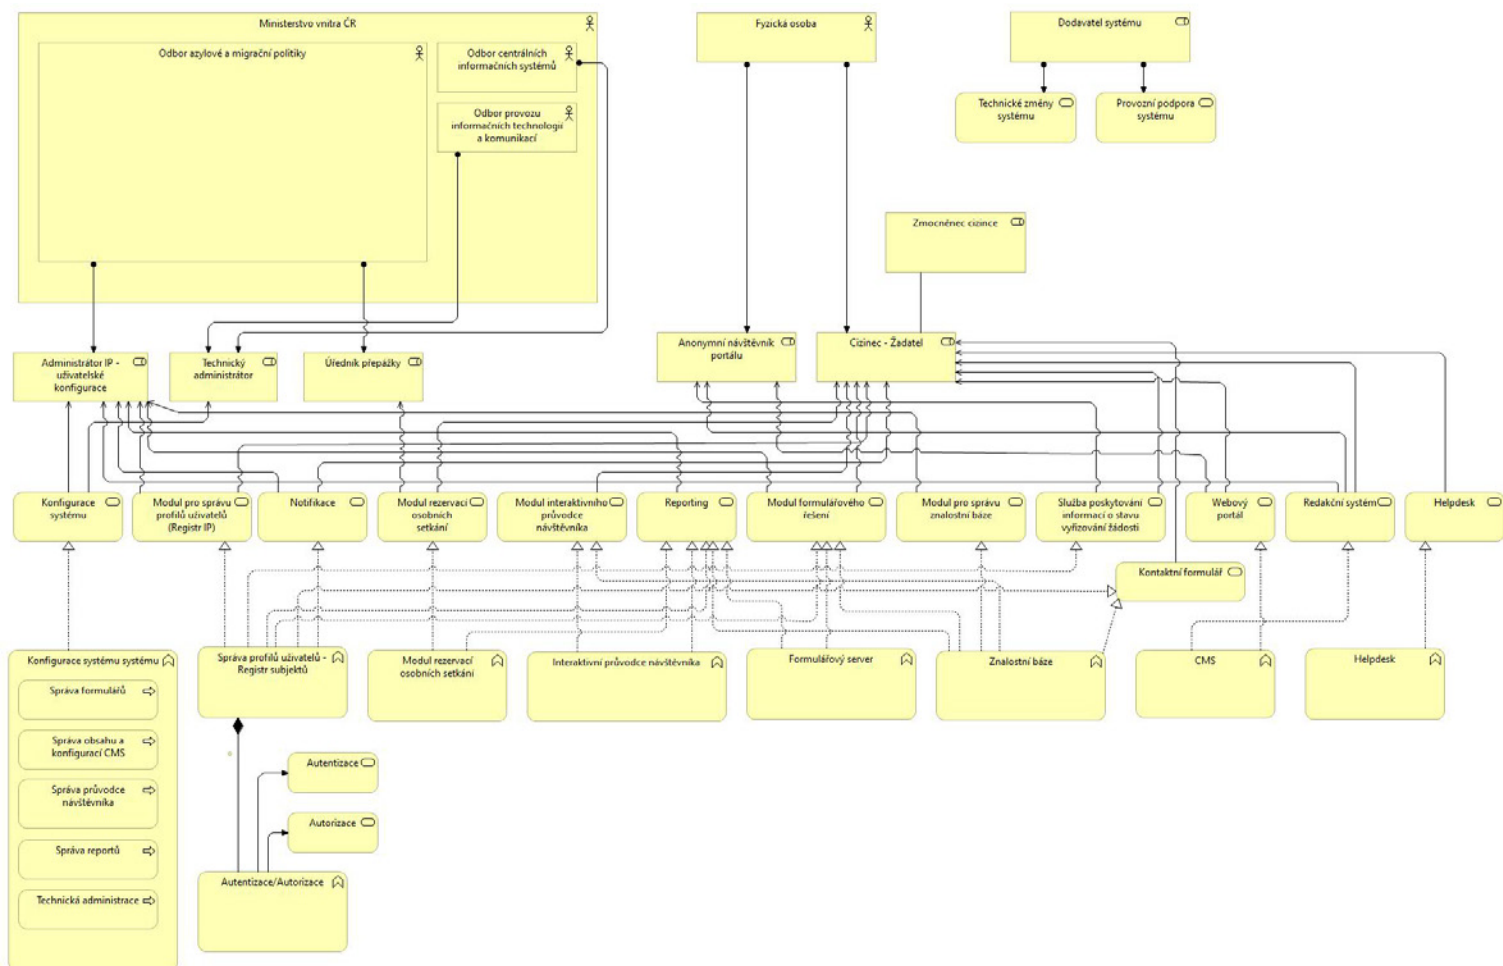 Ministerstvo vnitra ČR
Odbor azylové a migrační politiky
Odbor centrálních
informačních systémů
Odbor provozu
informačních technologií
a komunikací
Fyzická osoba
Dodavatel systému
Technické změny
systému
Provozní podpora
systému
Zmocněnec cizince
Administrátor IP -
uživatelské
konfigurace
Technický
administrátor
Úředník přepážky
Anonymní návštěvník
portálu
Cizinec - Žadatel
Konfigurace
systému
Modul pro správu
profilů uživatelů
(Registr IP)
Notifikace
Modul rezervací
osobních
setkání
Modul interaktivního
průvodce
návštěvníka
Reporting
Modul formulářového
řešení
Modul pro správu
znalostní báze
Služba poskytování
informací o stavu
vyřizování žádosti
Webový
portál
Redakční systém
Helpdesk
Kontaktní formulář
Konfigurace systému systému
Správa formulářů
Správa obsahu a
konfigurací CMS
Správa průvodce
návštěvníka
Správa reportů
Technická administrace
Správa profilů uživatelů -
Registr subjektů
Modul rezervací
osobních setkání
Interaktivní průvodce návštěvníka
Formulářový server
Znalostní báze
CMS
Helpdesk
Autentizace
Autorizace
Autentizace/Autorizace